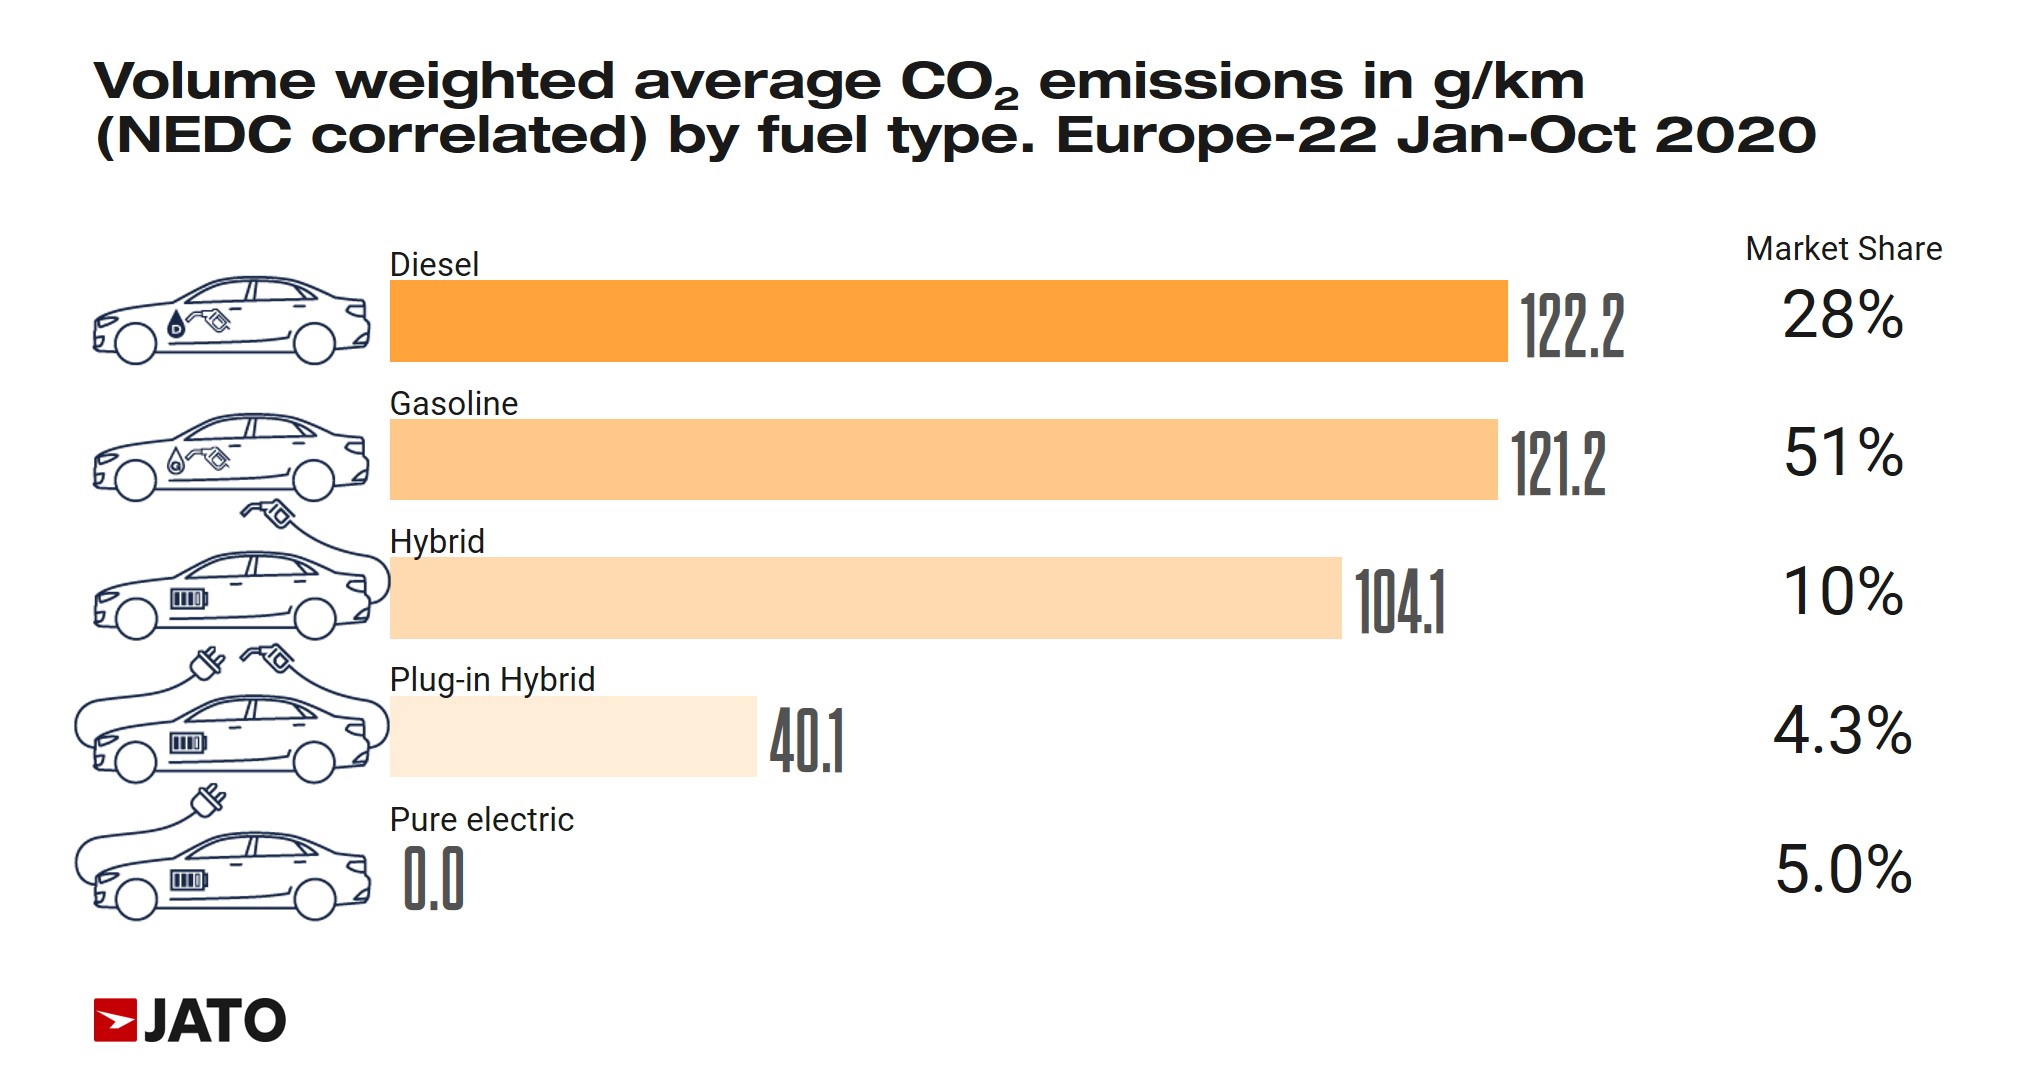 Volume weighted average CO₂ emissions in g/km
(NEDC correlated) by fuel type. Europe-22 Jan-Oct 2020
Market Share
Diesel
D
122.2
28%
Gasoline
G
121.2
51%
Hybrid
104.1
10%
Plug-in Hybrid
40.1
4.3%
Pure electric
0.0
5.0%
JATO